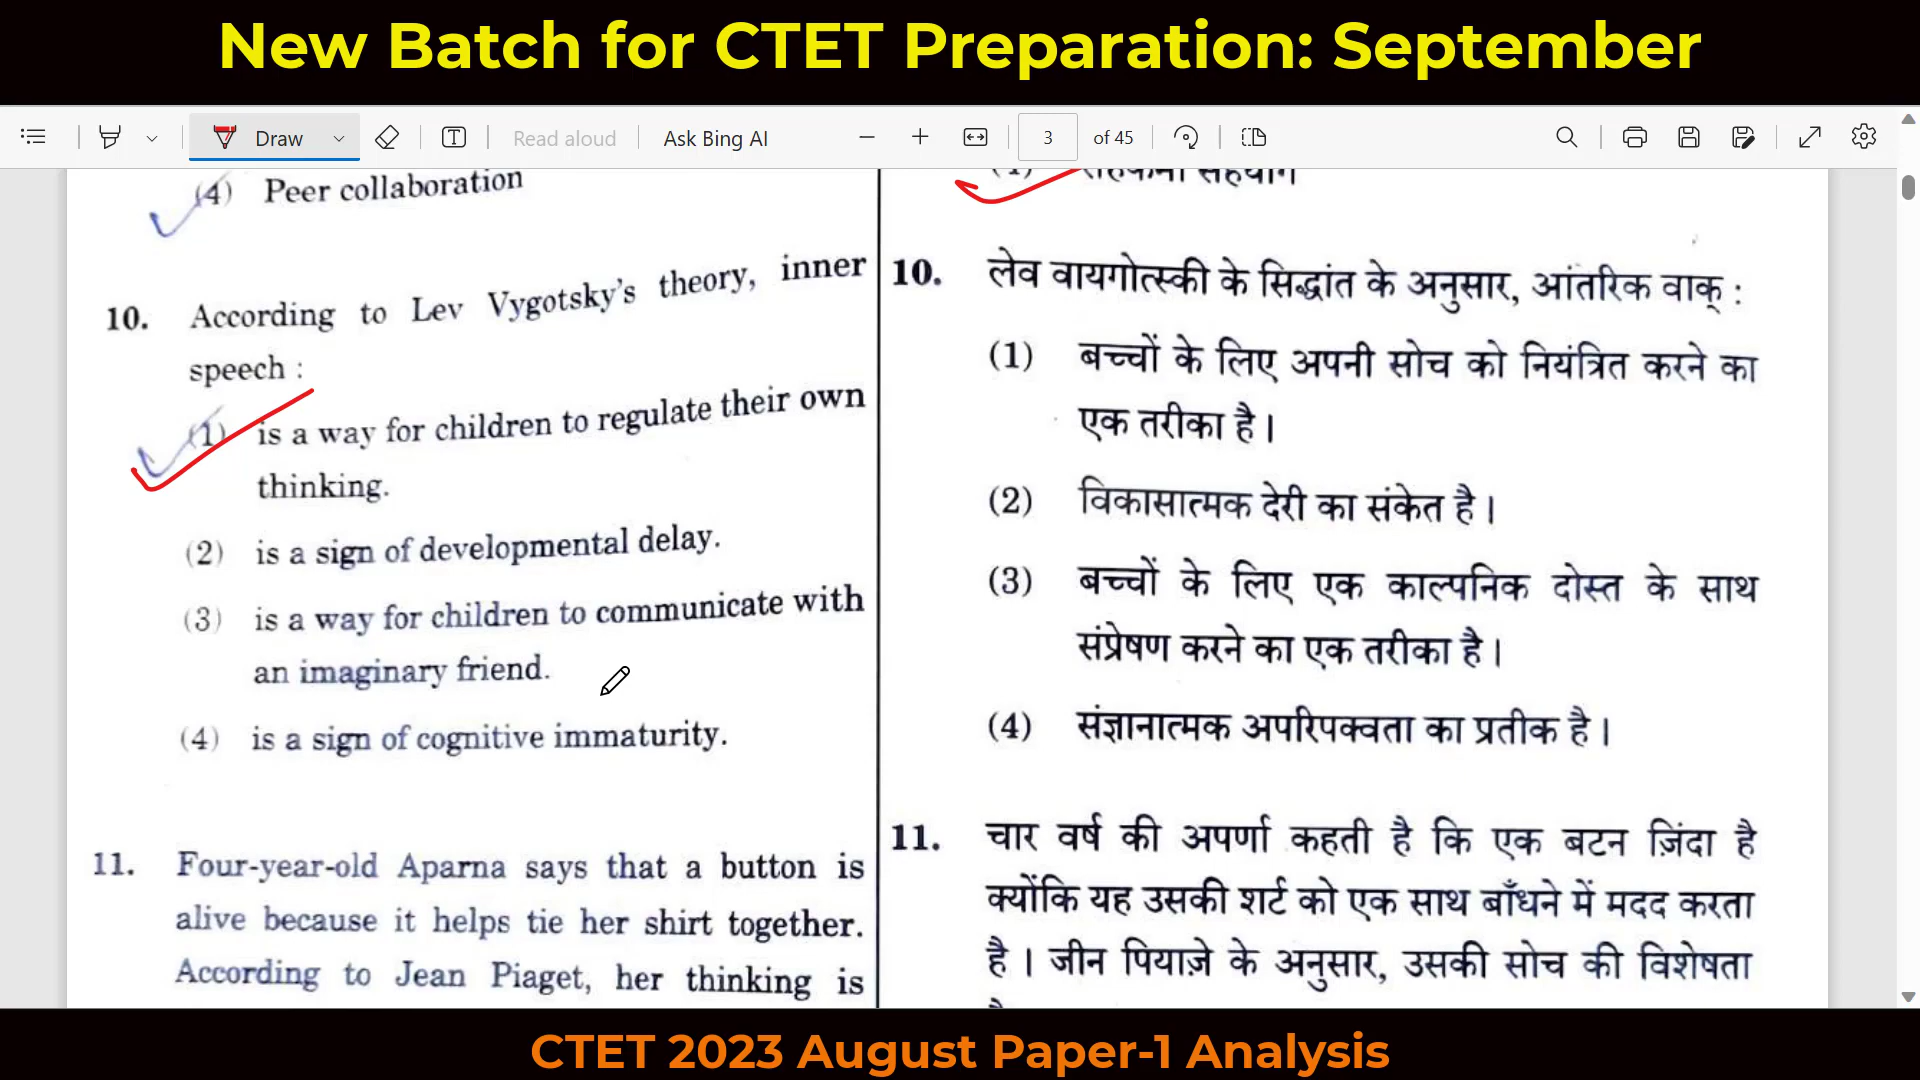 New Batch for CTET Preparation: September
Draw
Read aloud
Ask Bing AI
3
of 45
(4) Peer collaboration
10. According to Lev Vygotsky's theory, inner
speech :
(1) is a way for children to regulate their own
thinking.
(2) is a sign of developmental delay.
(3) is a way for children to communicate with
an imaginary friend.
(4) is a sign of cognitive immaturity.
11. Four-year-old Aparna says that a button is
alive because it helps tie her shirt together.
According to Jean Piaget, her thinking is
10. लेव वायगोत्स्की के सिद्धांत के अनुसार, आंतरिक वाक् :
(1) बच्चों के लिए अपनी सोच को नियंत्रित करने का
एक तरीका है।
(2) विकासात्मक देरी का संकेत है।
(3) बच्चों के लिए एक काल्पनिक दोस्त के साथ
संप्रेषण करने का एक तरीका है।
(4) संज्ञानात्मक अपरिपक्वता का प्रतीक है।
11. चार वर्ष की अपर्णा कहती है कि एक बटन ज़िंदा है
क्योंकि यह उसकी शर्ट को एक साथ बाँधने में मदद करता
है। जीन पियाज़े के अनुसार, उसकी सोच की विशेषता
CTET 2023 August Paper-1 Analysis